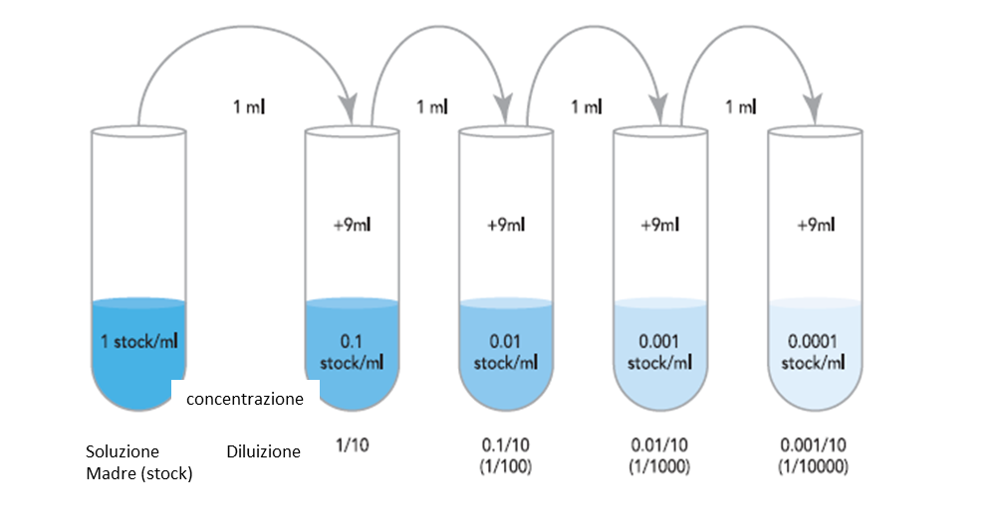 1 ml
1 ml
1 ml
1 ml
+9ml
+9ml
+9ml
+9ml
1 stock/ml
0.1
stock/ml
0.01
stock/ml
0.001
stock/ml
0.0001
stock/ml
concentrazione
Soluzione
Madre (stock)
Diluizione
1/10
0.1/10
(1/100)
0.01/10
(1/1000)
0.001/10
(1/10000)